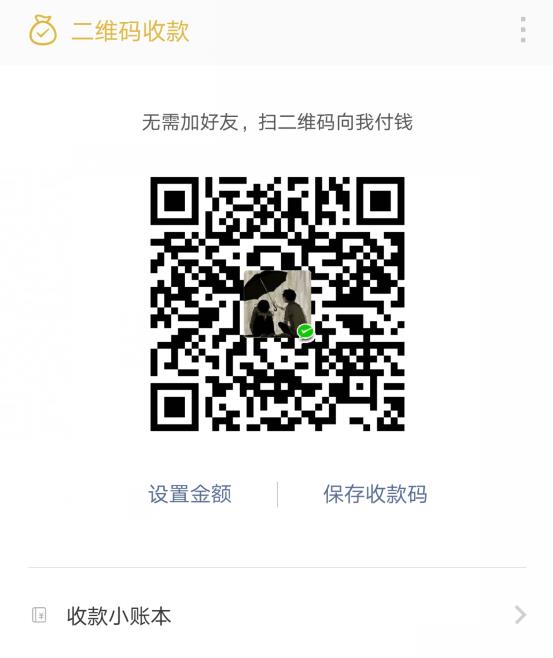 二维码收款
无需加好友，扫二维码向我付钱
设置金额
保存收款码
收款小账本